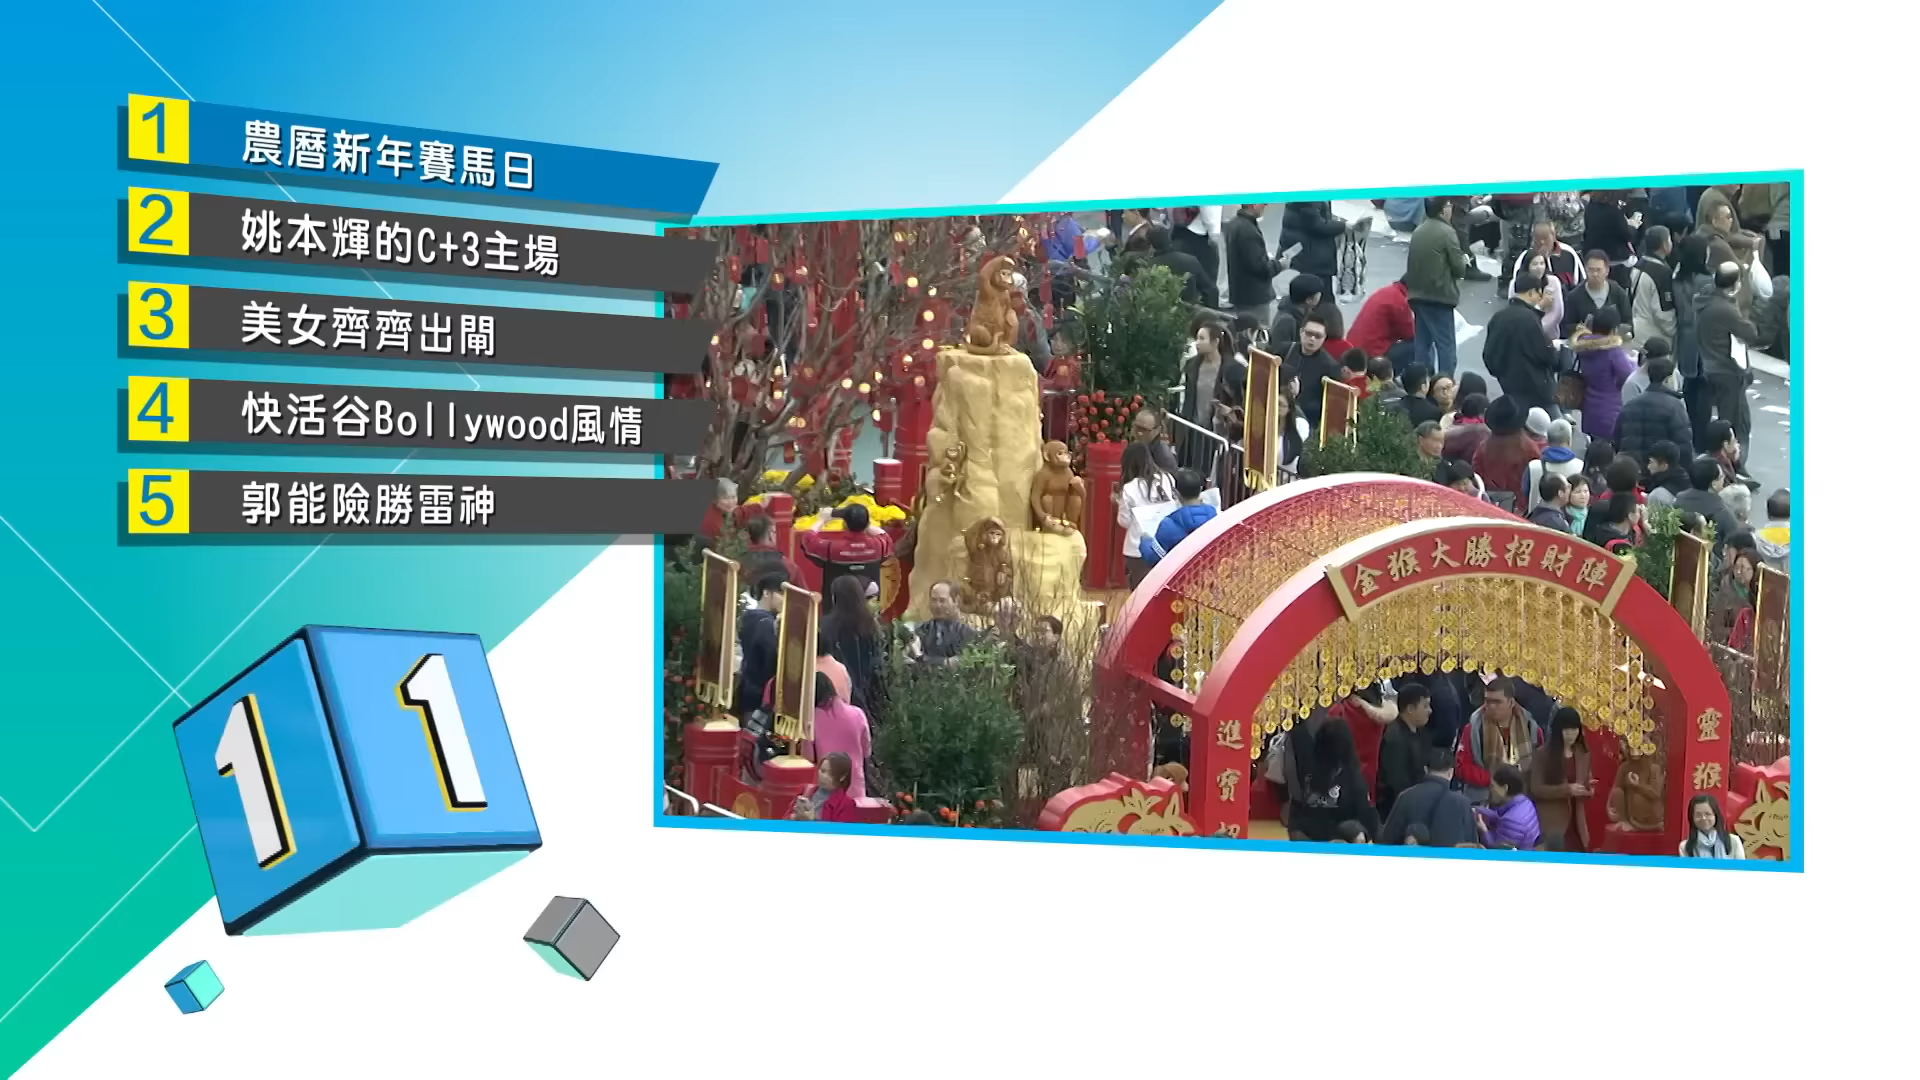 1 農曆新年賽馬日
2 姚本輝的C+3主場
3 美女齊齊出閘
4 快活谷Bollywood風情
5 郭能險勝雷神
金猴大勝招財陣
進寶招
靈猴
1 1